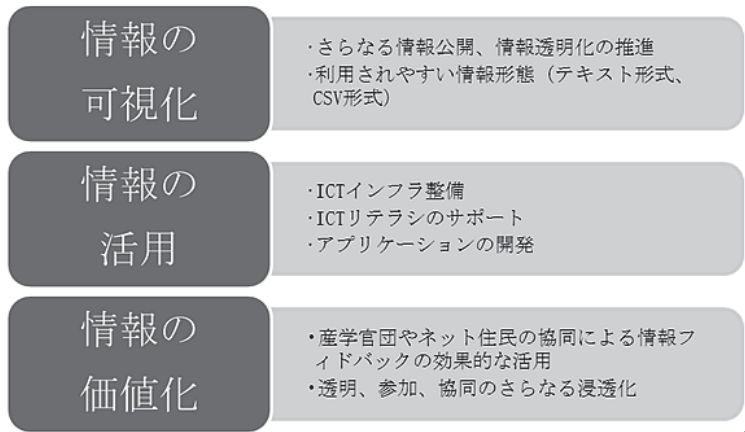 情報の
可視化
・さらなる情報公開、情報透明化の推進
・利用されやすい情報形態（テキスト形式、
CSV形式）
情報の
活用
・ICTインフラ整備
・ICTリテラシのサポート
・アプリケーションの開発
情報の
価値化
・産学官団やネット住民の協同による情報フ
ィドバックの効果的な活用
・透明、参加、協同のさらなる浸透化